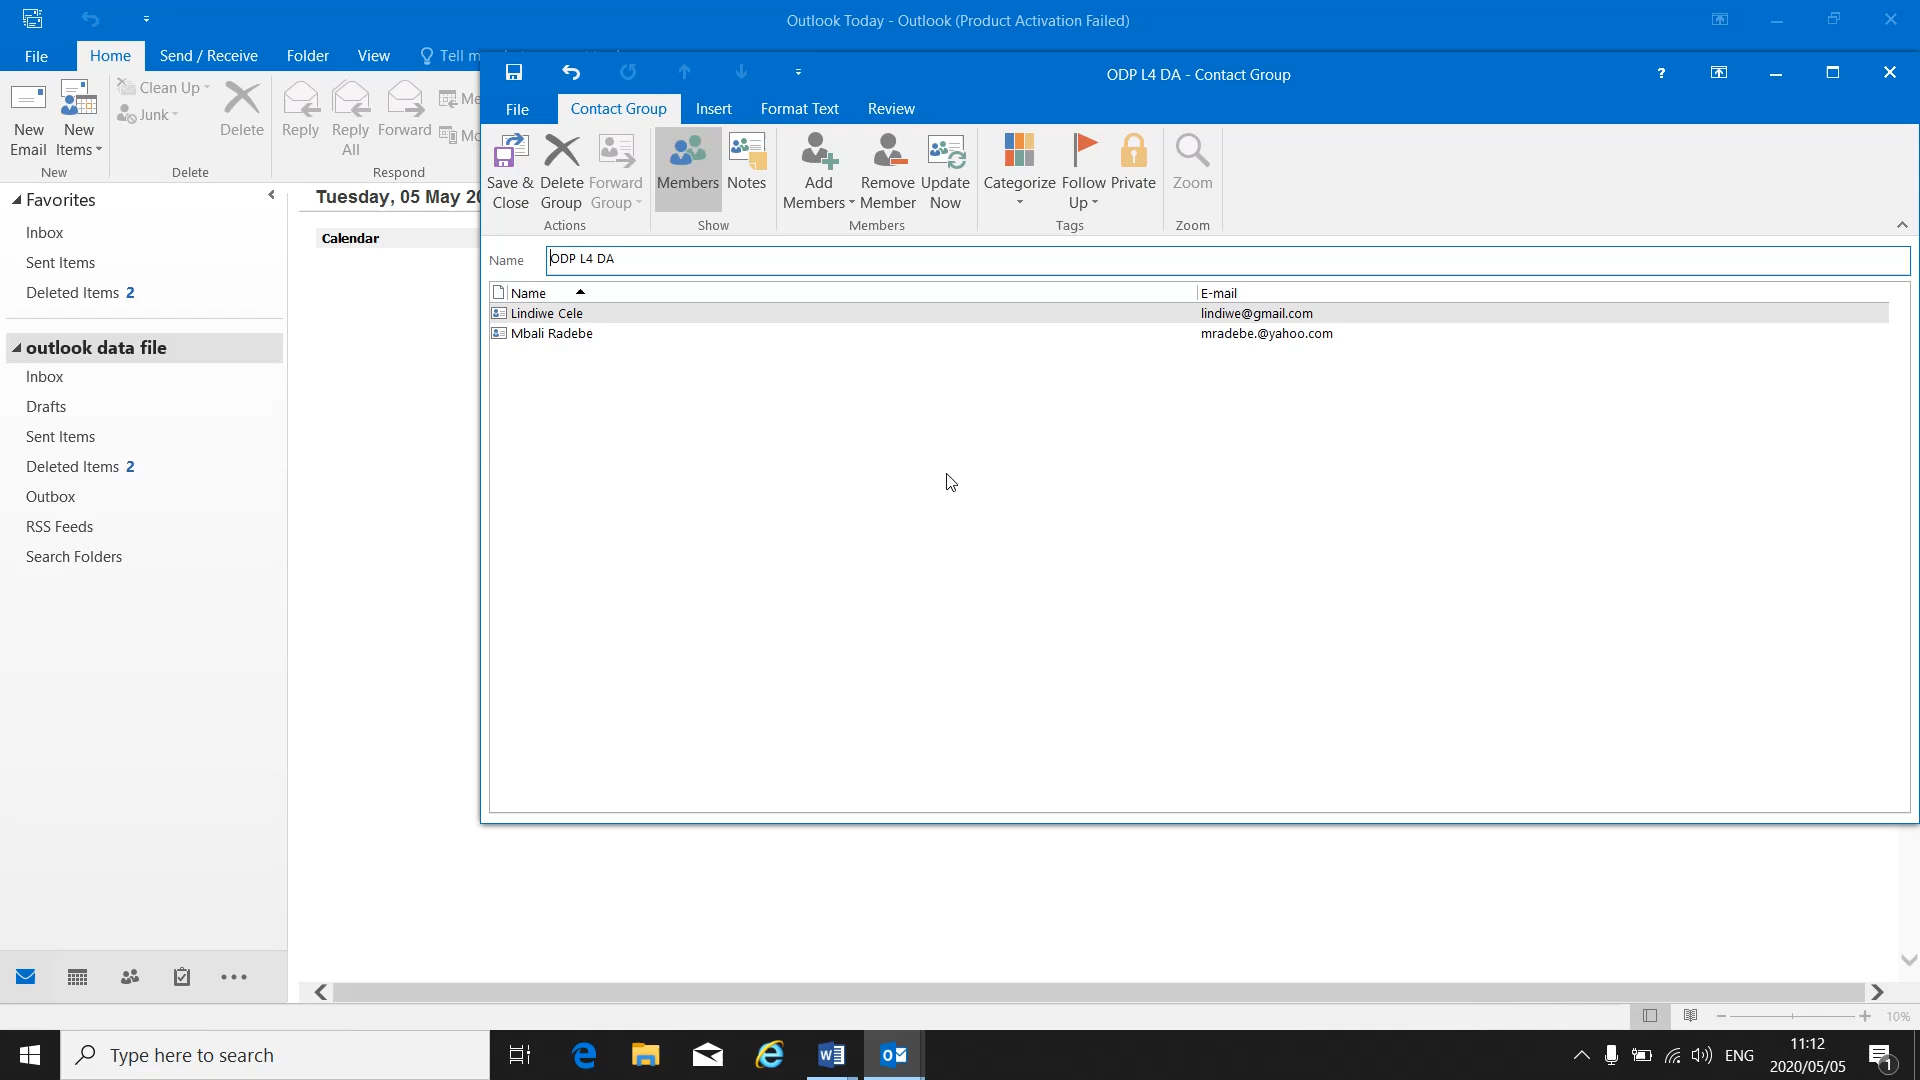 Outlook Today - Outlook (Product Activation Failed)
File Home Send / Receive Folder View Tell m
ODP L4 DA - Contact Group
?
File Contact Group Insert Format Text Review
New Email
New Items
New
Clean Up
Junk
Delete
Delete
Reply
Reply All
Forward
Me
Mo
Respond
Save & Close
Delete Group
Forward Group
Actions
Members
Notes
Show
Add Members
Remove Member
Update Now
Members
Categorize
Follow Up
Private
Tags
Zoom
Zoom
Favorites
Inbox
Sent Items
Deleted Items 2
outlook data file
Inbox
Drafts
Sent Items
Deleted Items 2
Outbox
RSS Feeds
Search Folders
Tuesday, 05 May 20
Calendar
Name ODP L4 DA
Name E-mail
Lindiwe Cele lindiwe@gmail.com
Mbali Radebe mradebe.@yahoo.com
10%
Type here to search
ENG
11:12
2020/05/05
1